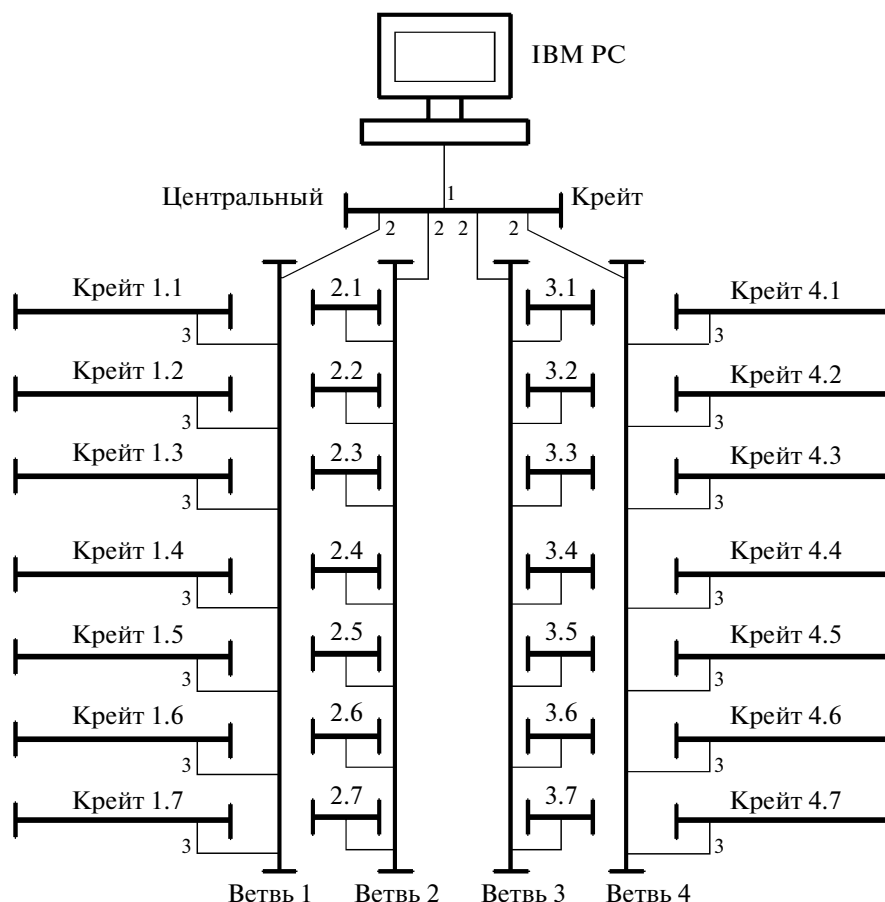 IBM PC
Центральный 1 Крейт
2 2 2 2
Крейт 1.1 2.1 3.1 Крейт 4.1
3 3
Крейт 1.2 2.2 3.2 Крейт 4.2
3 3
Крейт 1.3 2.3 3.3 Крейт 4.3
3 3
Крейт 1.4 2.4 3.4 Крейт 4.4
3 3
Крейт 1.5 2.5 3.5 Крейт 4.5
3 3
Крейт 1.6 2.6 3.6 Крейт 4.6
3 3
Крейт 1.7 2.7 3.7 Крейт 4.7
3 3
Ветвь 1 Ветвь 2 Ветвь 3 Ветвь 4